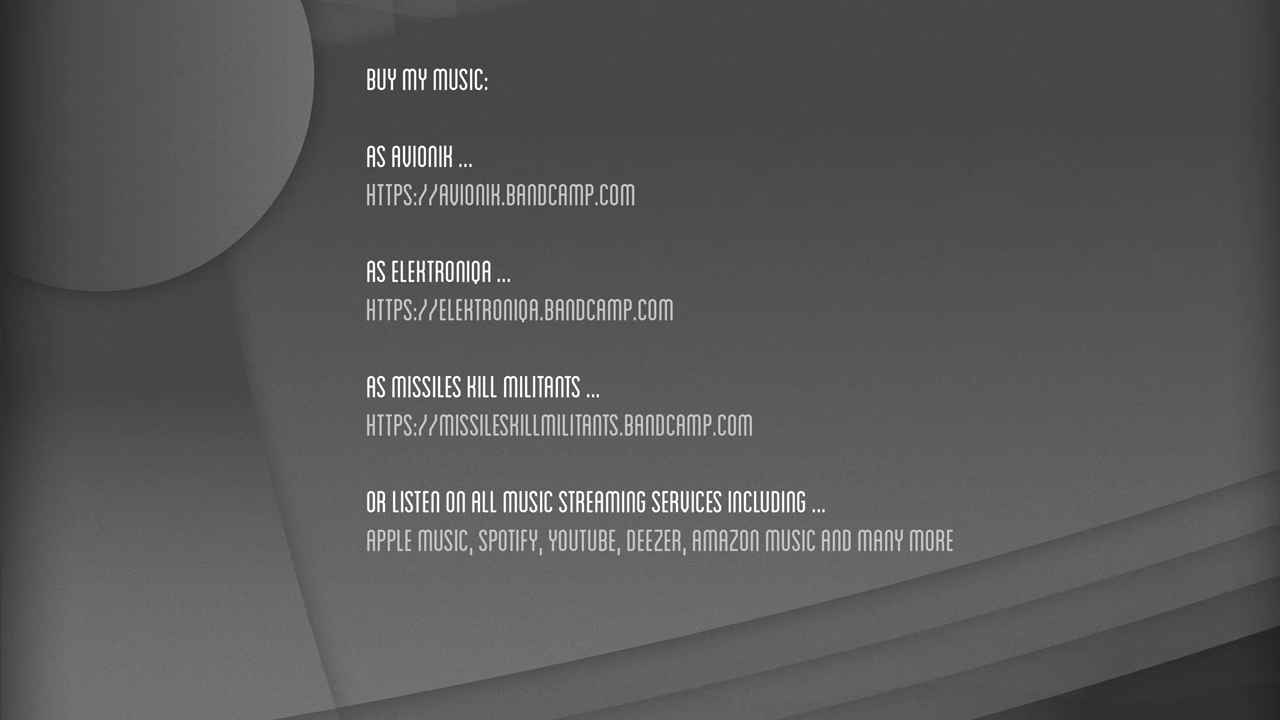 BUY MY MUSIC:
AS AVIONIK ...
HTTPS://AVIONIK.BANDCAMP.COM
AS ELEKTRONIQA ...
HTTPS://ELEKTRONIQA.BANDCAMP.COM
AS MISSILES KILL MILITANTS ...
HTTPS://MISSILESKILLMILITANTS.BANDCAMP.COM
OR LISTEN ON ALL MUSIC STREAMING SERVICES INCLUDING ...
APPLE MUSIC, SPOTIFY, YOUTUBE, DEEZER, AMAZON MUSIC AND MANY MORE